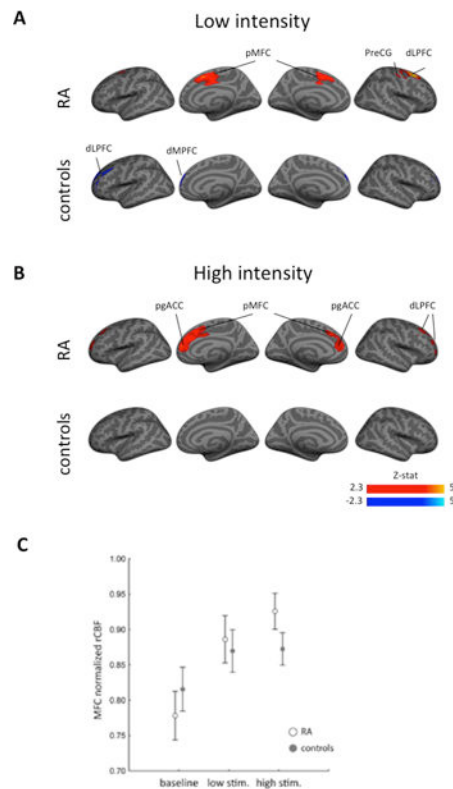 A
Low intensity
pMFC
PreCG dLPFC
RA
dLPFC
dMPFC
controls
B
High intensity
pgACC
pMFC
pgACC
dLPFC
RA
controls
Z-stat
2.3 5
-2.3 5
C
1.00
0.95
0.90
0.85
0.80
0.75
0.70
MFC normalized rCBF
RA
controls
baseline low stim. high stim.